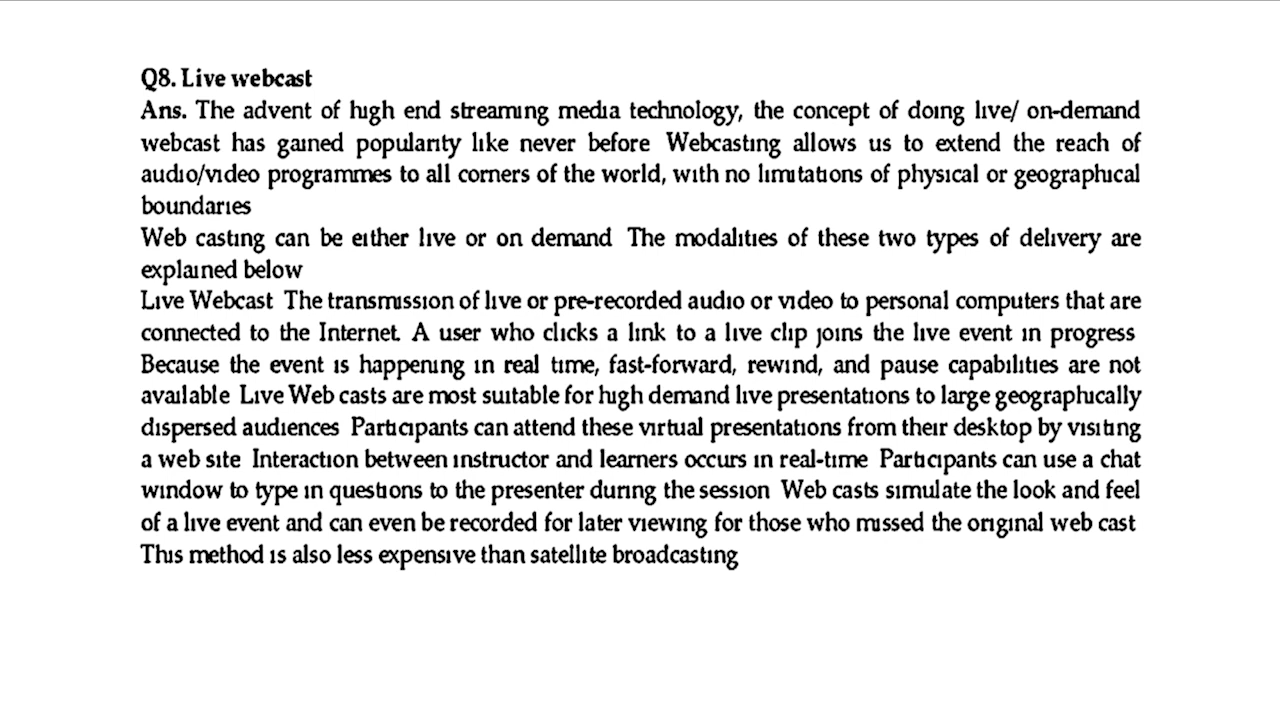 Q8. Live webcast
Ans. The advent of high end streaming media technology, the concept of doing live/ on-demand
webcast has gained popularity like never before Webcasting allows us to extend the reach of
audio/video programmes to all corners of the world, with no limitations of physical or geographical
boundaries
Web casting can be either live or on demand The modalities of these two types of delivery are
explained below
Live Webcast The transmission of live or pre-recorded audio or video to personal computers that are
connected to the Internet. A user who clicks a link to a live clip joins the live event in progress
Because the event is happening in real time, fast-forward, rewind, and pause capabilities are not
available Live Web casts are most suitable for high demand live presentations to large geographically
dispersed audiences Participants can attend these virtual presentations from their desktop by visiting
a web site Interaction between instructor and learners occurs in real-time Participants can use a chat
window to type in questions to the presenter during the session Web casts simulate the look and feel
of a live event and can even be recorded for later viewing for those who missed the original web cast
This method is also less expensive than satellite broadcasting